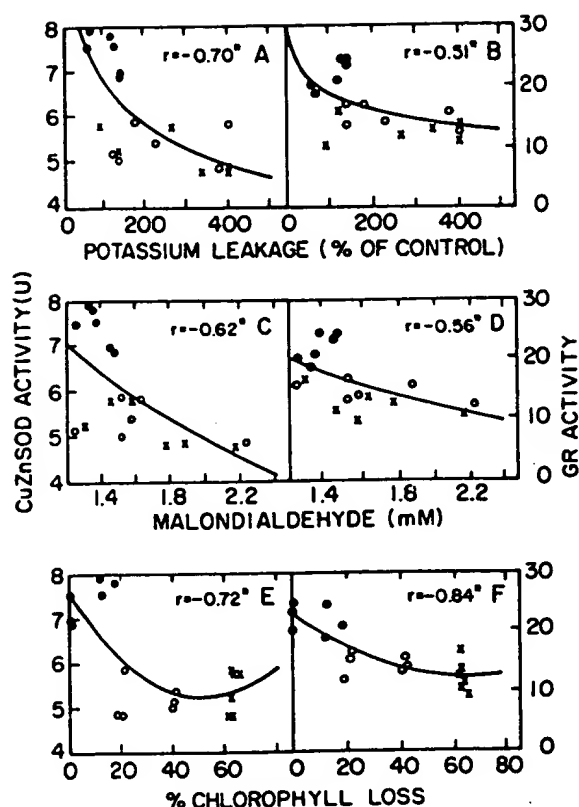 8
7
6
5
4
r=-0.70* A
r=-0.51* B
30
20
10
0
0 200 400 0 200 400
POTASSIUM LEAKAGE (% OF CONTROL)
CuZnSOD ACTIVITY(U)
8
7
6
5
4
r=-0.62* C
r=-0.56* D
30
20
10
GR ACTIVITY
1.4 1.8 2.2 1.4 1.8 2.2
MALONDIALDEHYDE (mM)
8
7
6
5
4
r=-0.72* E
r=-0.84* F
30
20
10
0
0 20 40 60 0 20 40 60 80
% CHLOROPHYLL LOSS